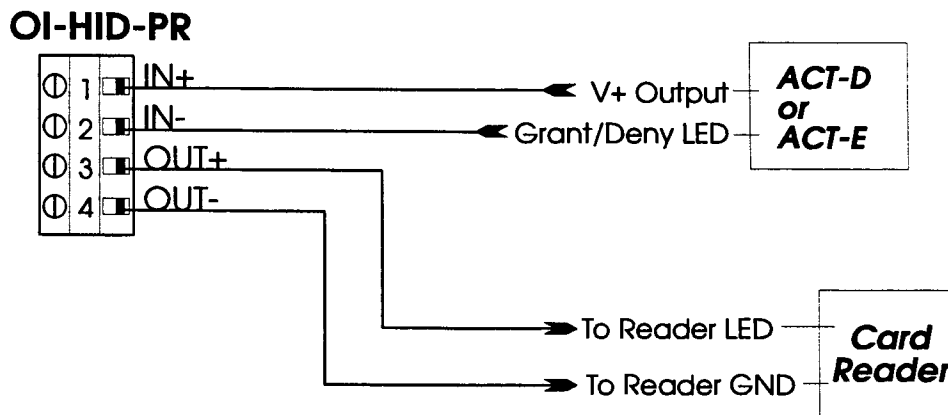 OI-HID-PR
1 IN+
2 IN-
3 OUT+
4 OUT-
V+ Output
Grant/Deny LED
ACT-D
or
ACT-E
To Reader LED
To Reader GND
Card
Reader